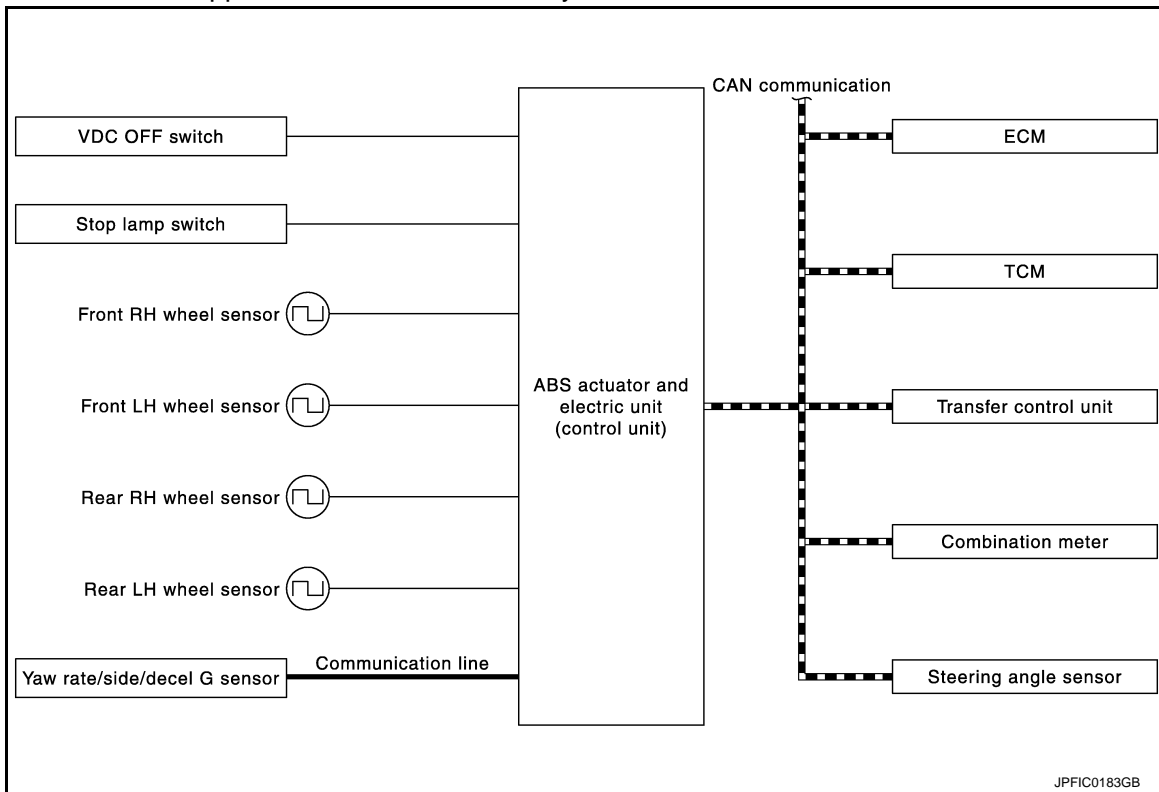 CAN communication
VDC OFF switch
Stop lamp switch
Front RH wheel sensor
Front LH wheel sensor
Rear RH wheel sensor
Rear LH wheel sensor
Yaw rate/side/decel G sensor
Communication line
ABS actuator and
electric unit
(control unit)
ECM
TCM
Transfer control unit
Combination meter
Steering angle sensor
JPFIC0183GB